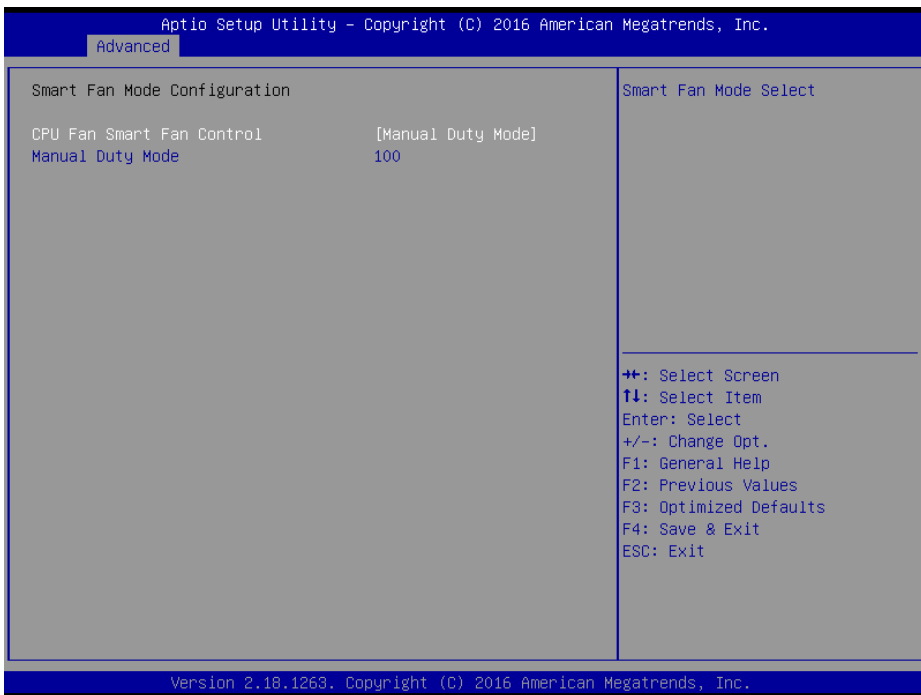 Aptio Setup Utility – Copyright (C) 2016 American Megatrends, Inc.
Advanced
Smart Fan Mode Configuration
CPU Fan Smart Fan Control [Manual Duty Mode]
Manual Duty Mode 100
Smart Fan Mode Select
→←: Select Screen
↑↓: Select Item
Enter: Select
+/-: Change Opt.
F1: General Help
F2: Previous Values
F3: Optimized Defaults
F4: Save & Exit
ESC: Exit
Version 2.18.1263. Copyright (C) 2016 American Megatrends, Inc.